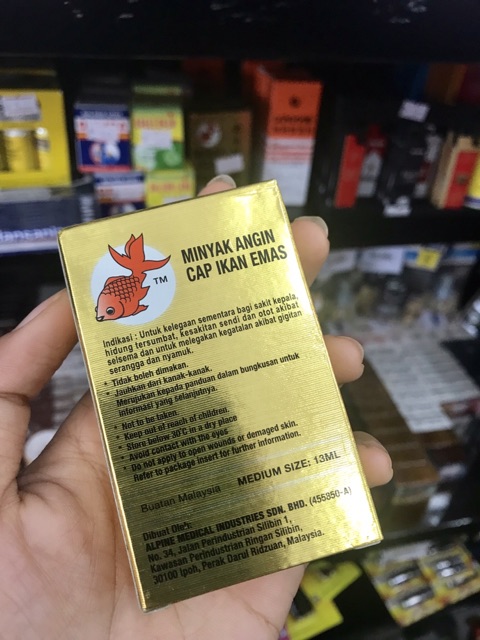 MINYAK ANGIN
CAP IKAN EMAS
TM
Indikasi : Untuk kelegaan sementara bagi sakit kepala,
hidung tersumbat, kesakitan sendi dan otot akibat
selsema dan untuk melegakan kegatalan akibat gigitan
serangga dan nyamuk.
• Tidak boleh dimakan.
• Jauhkan dari kanak-kanak.
Merujukan kepada panduan dalam bungkusan untuk
informasi yang selanjutnya.
• Not to be taken.
• Keep out of reach of children.
• Store below 30°C in a dry place
• Avoid contact with the eyes
• Do not apply to open wounds or damaged skin.
Refer to package insert for further information.
Buatan Malaysia
MEDIUM SIZE: 13ML
Dibuat Oleh:
ALPINE MEDICAL INDUSTRIES SDN. BHD. (455350-A)
No. 34, Jalan Perindustrian Silibin 1,
Kawasan Perindustrian Ringan Silibin,
30100 Ipoh, Perak Darul Ridzuan, Malaysia.